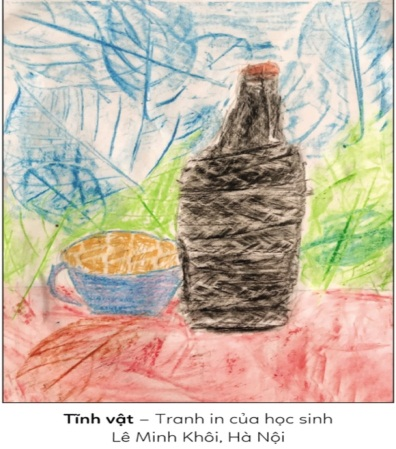 Tĩnh vật – Tranh in của học sinh
Lê Minh Khôi, Hà Nội